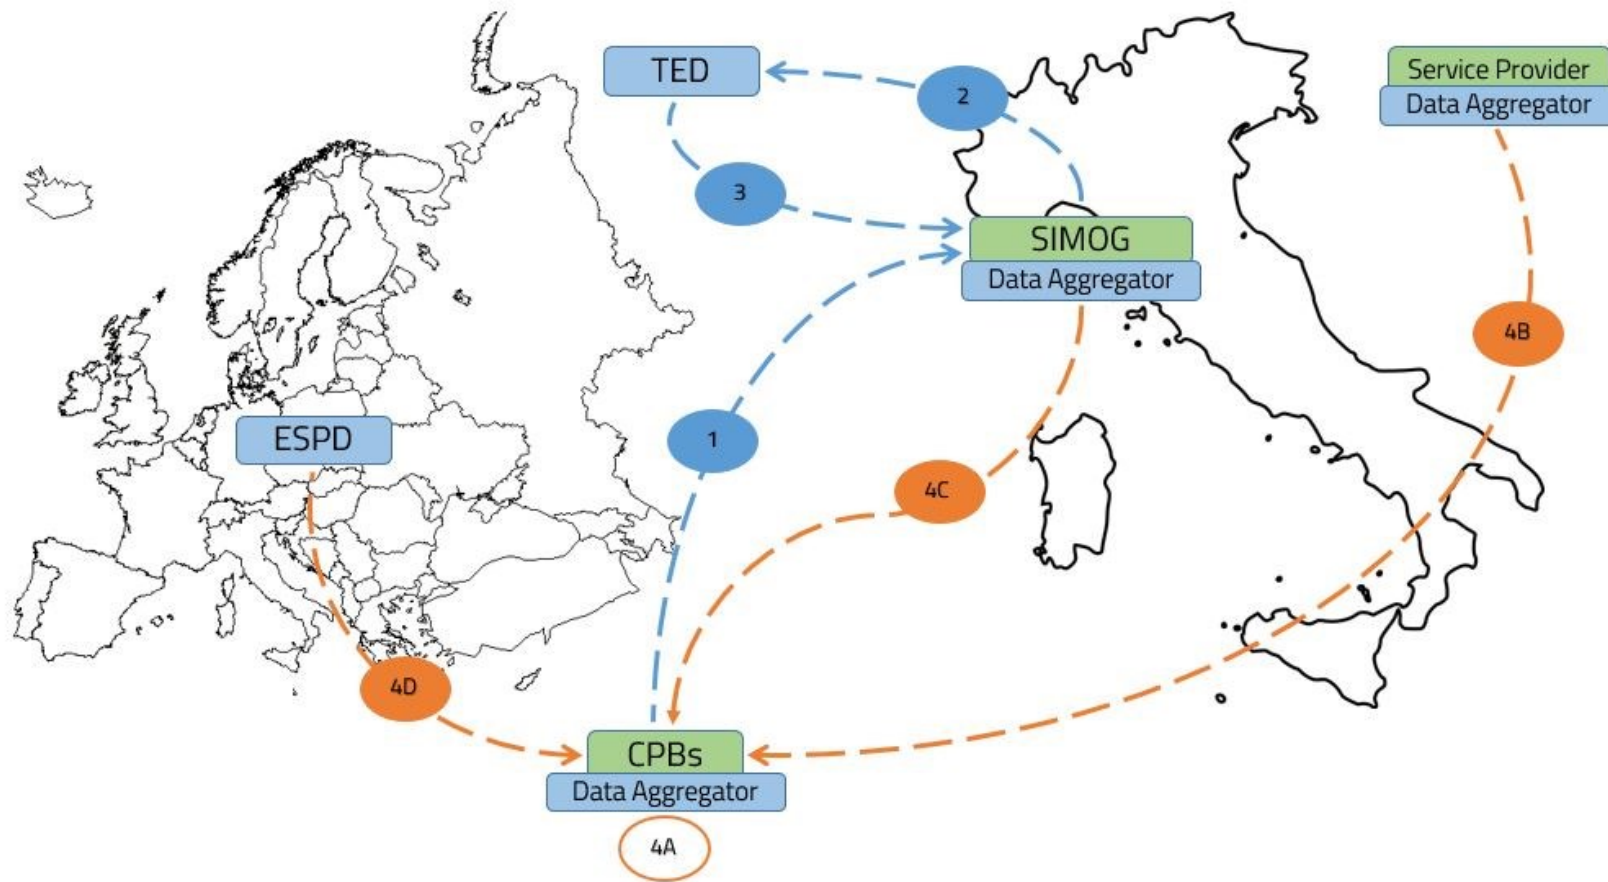 TED
2
Service Provider
Data Aggregator
3
SIMOG
Data Aggregator
4B
ESPD
1
4C
4D
CPBs
Data Aggregator
4A